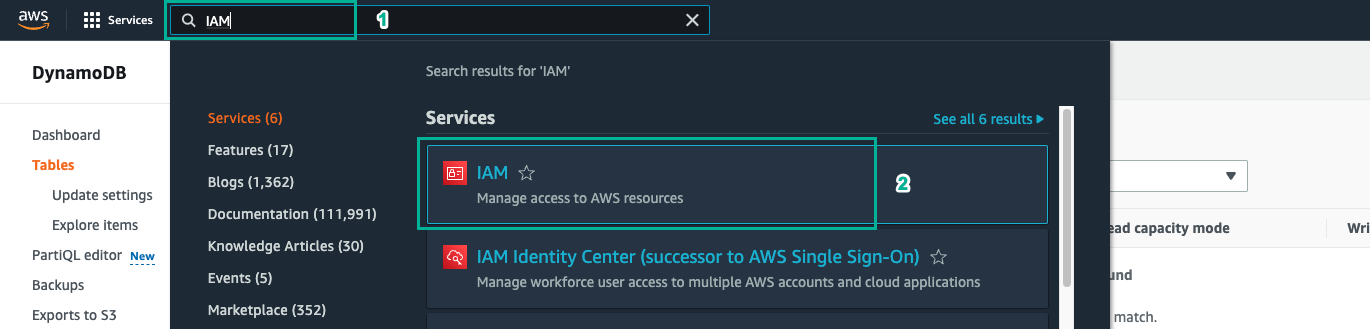 aws
Services
IAM
1
DynamoDB
Dashboard
Tables
Update settings
Explore items
PartiQL editor New
Backups
Exports to S3
Search results for 'IAM'
Services (6)
Features (17)
Blogs (1,362)
Documentation (111,991)
Knowledge Articles (30)
Events (5)
Marketplace (352)
Services
See all 6 results
IAM
Manage access to AWS resources
2
IAM Identity Center (successor to AWS Single Sign-On)
Manage workforce user access to multiple AWS accounts and cloud applications
ead capacity mode
Wri
und
match.